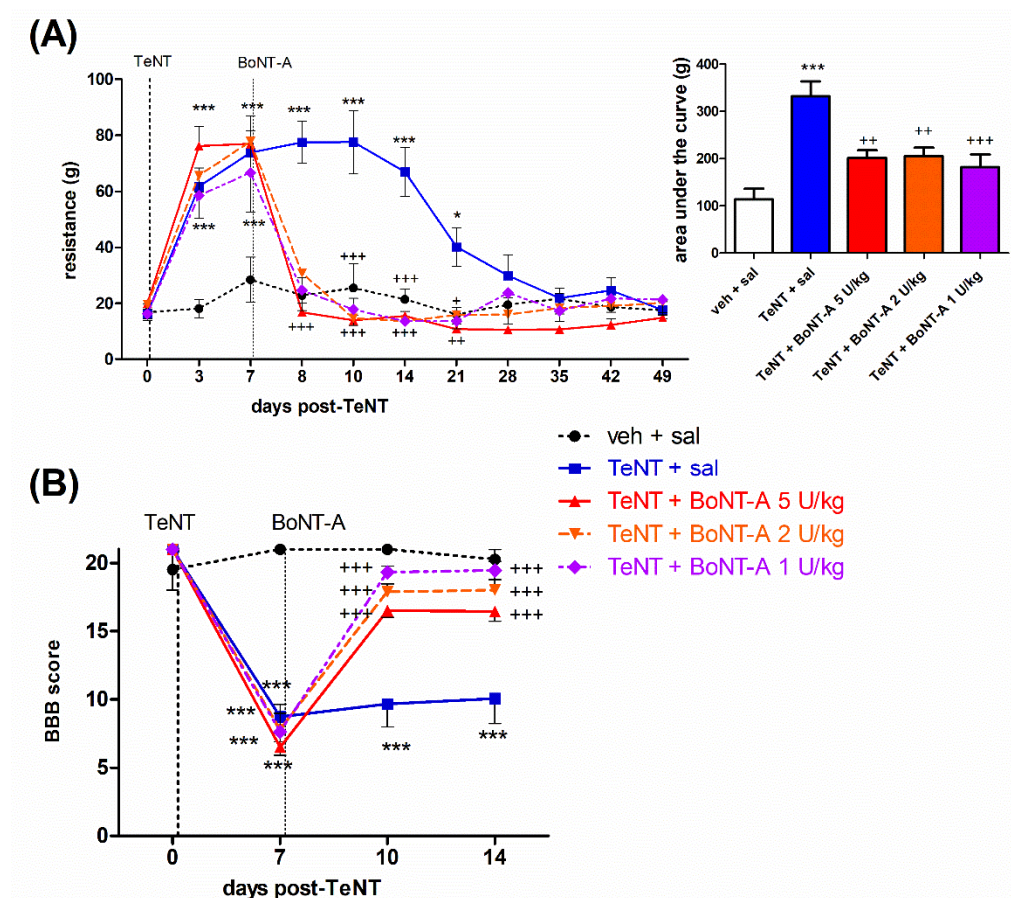 (A)
TeNT
BoNT-A
resistance (g)
100
80
60
40
20
0
***
***
***
***
***
***
***
*
+++
+++
+
+++
+++
+++
++
0 3 7 8 10 14 21 28 35 42 49
days post-TeNT
area under the curve (g)
400
300
200
100
0
***
++
++
+++
veh + sal
TeNT + sal
TeNT + BoNT-A 5 U/kg
TeNT + BoNT-A 2 U/kg
TeNT + BoNT-A 1 U/kg
veh + sal
TeNT + sal
TeNT + BoNT-A 5 U/kg
TeNT + BoNT-A 2 U/kg
TeNT + BoNT-A 1 U/kg
(B)
TeNT
BoNT-A
BBB score
20
15
10
5
0
+++
+++
+++
+++
+++
+++
***
***
***
***
***
***
0 7 10 14
days post-TeNT